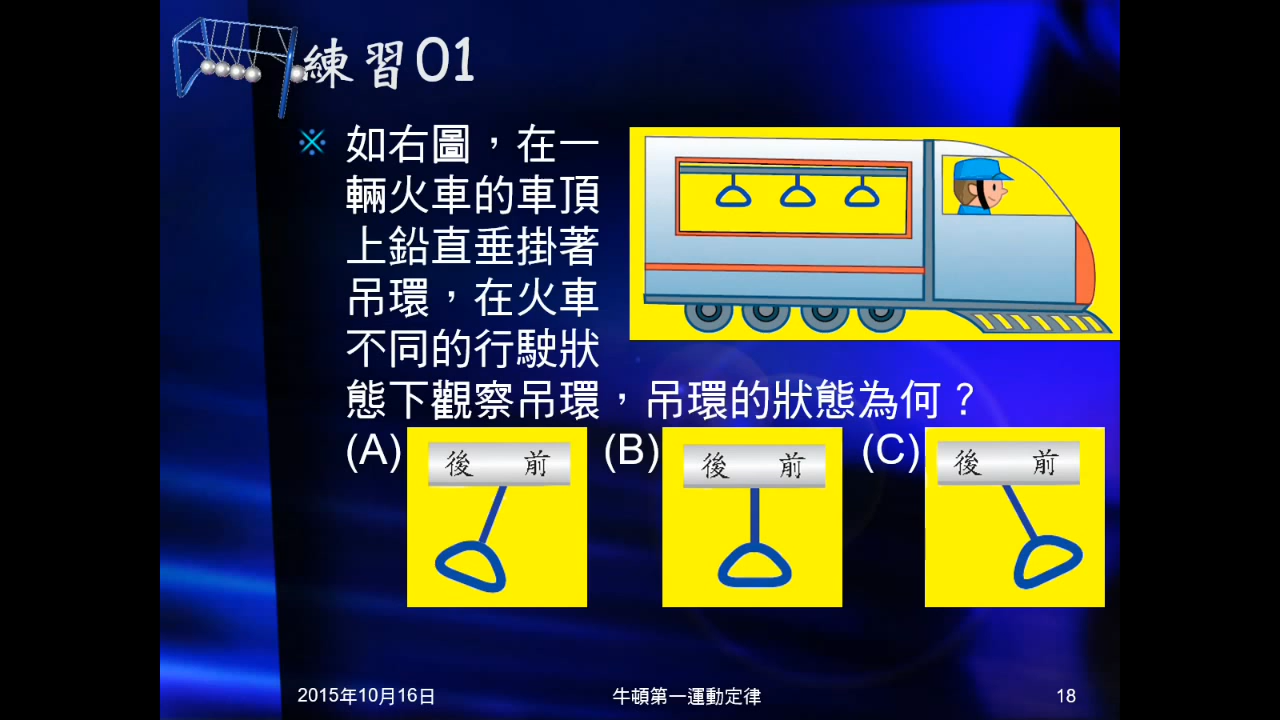 練習01
※ 如右圖，在一
輛火車的車頂
上鉛直垂掛著
吊環，在火車
不同的行駛狀
態下觀察吊環，吊環的狀態為何？
(A) 後 前 (B) 後 前 (C) 後 前
2015年10月16日 牛頓第一運動定律 18